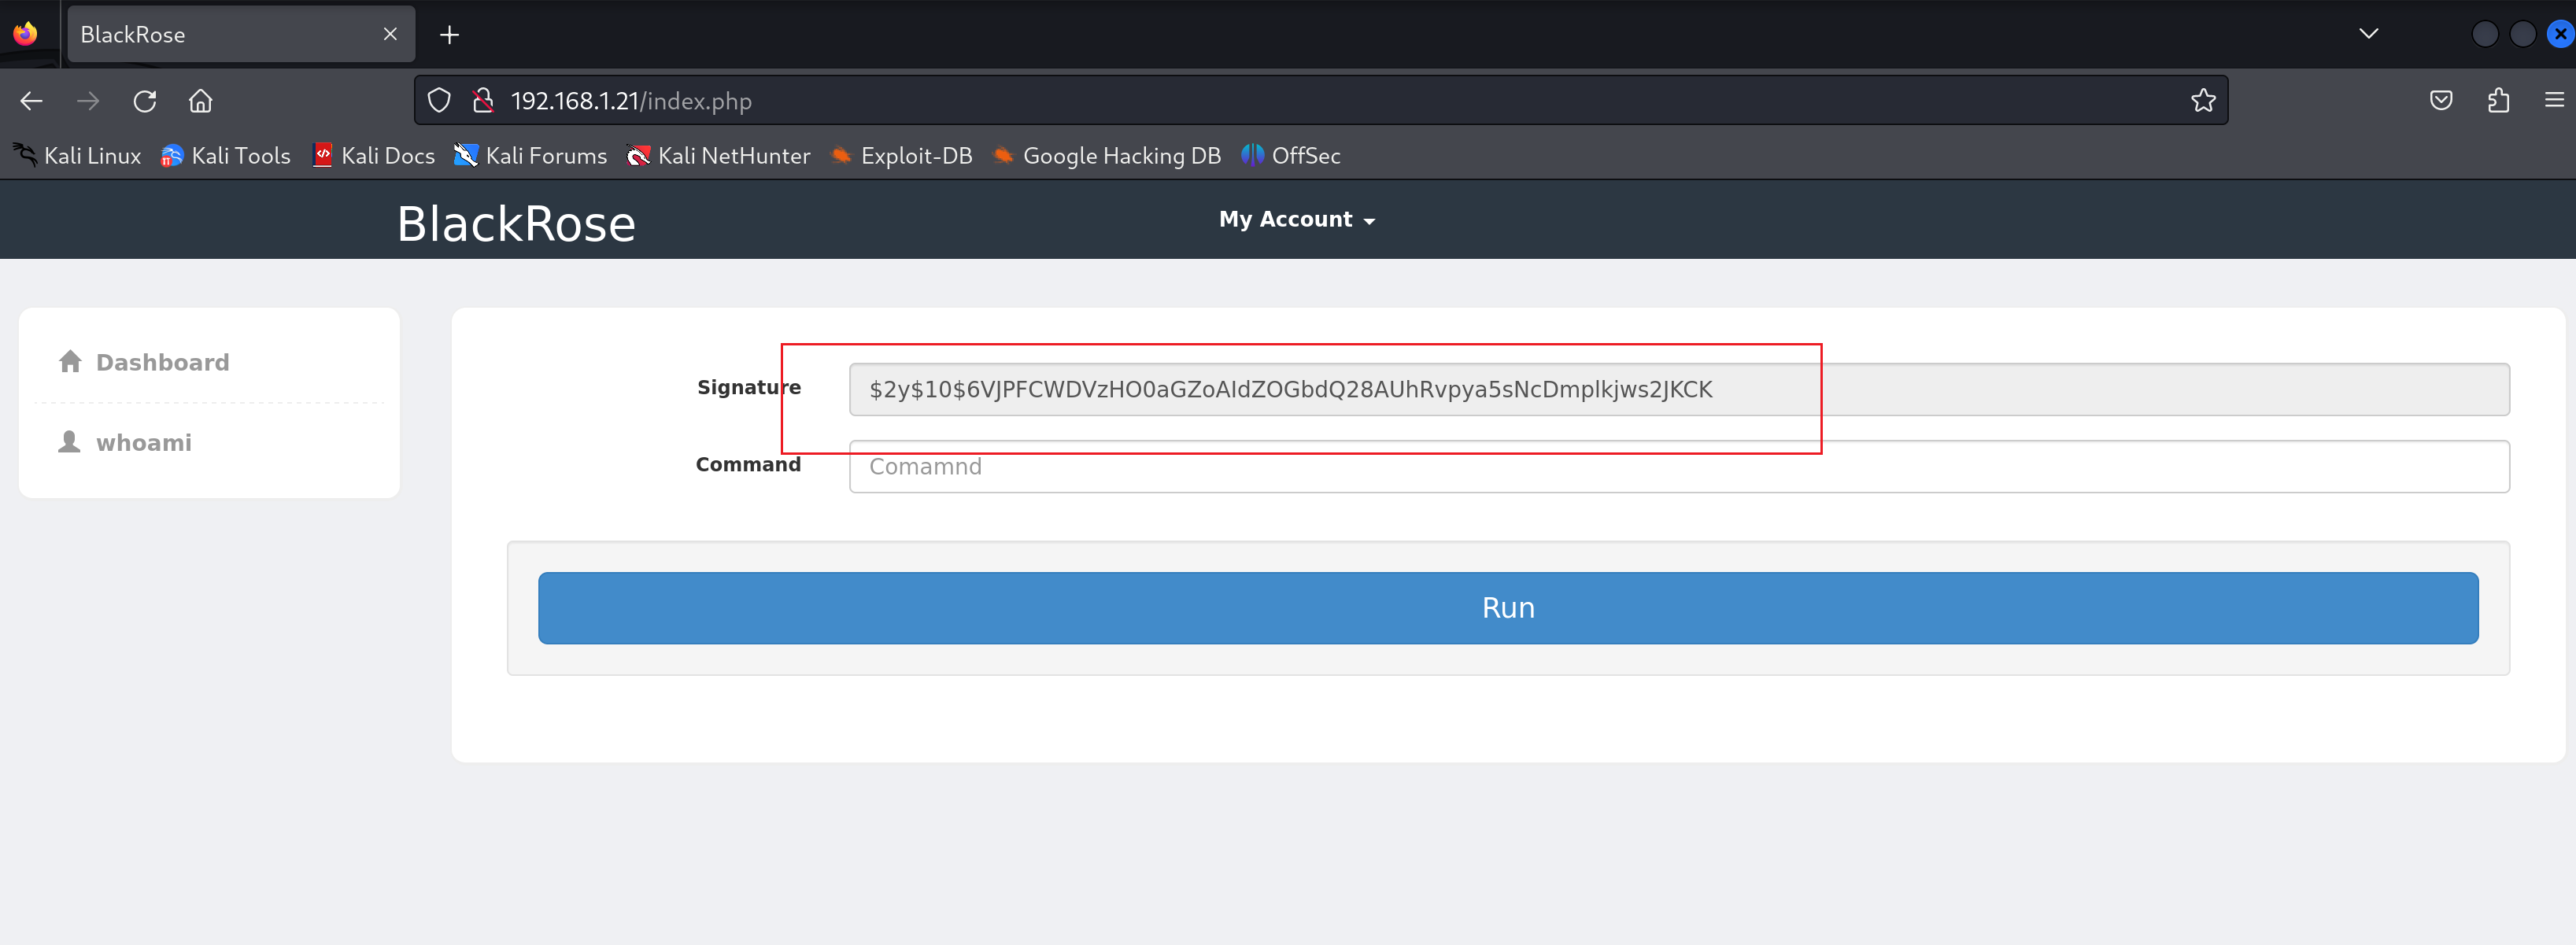 BlackRose
192.168.1.21/index.php
Kali Linux Kali Tools Kali Docs Kali Forums Kali NetHunter Exploit-DB Google Hacking DB OffSec
BlackRose My Account
Dashboard
whoami
Signature $2y$10$6VJPFCWDVzHO0aGZoAIdZOGbdQ28AUhRvpya5sNcDmplkjws2JKCK
Command Comamnd
Run